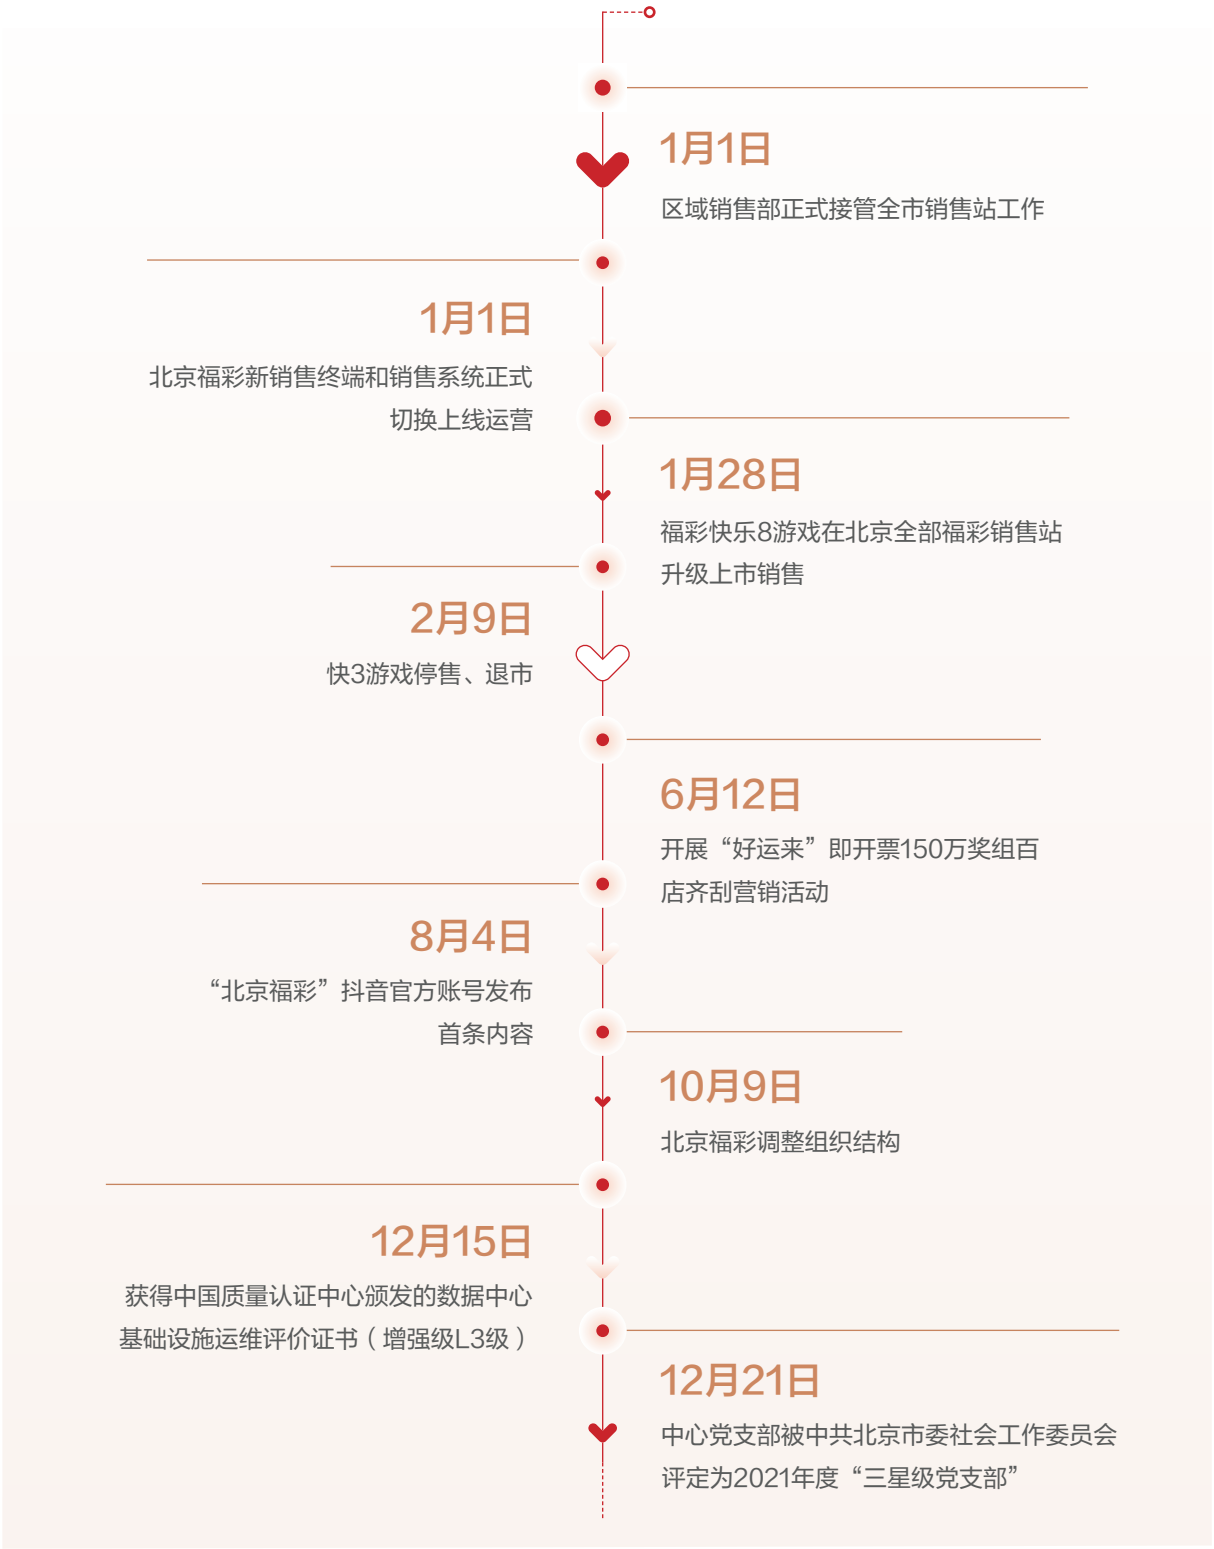 1月1日
区域销售部正式接管全市销售站工作
1月1日
北京福彩新销售终端和销售系统正式
切换上线运营
1月28日
福彩快乐8游戏在北京全部福彩销售站
升级上市销售
2月9日
快3游戏停售、退市
6月12日
开展“好运来”即开票150万奖组百
店齐刮营销活动
8月4日
“北京福彩”抖音官方账号发布
首条内容
10月9日
北京福彩调整组织结构
12月15日
获得中国质量认证中心颁发的数据中心
基础设施运维评价证书（增强级L3级）
12月21日
中心党支部被中共北京市委社会工作委员会
评定为2021年度“三星级党支部”